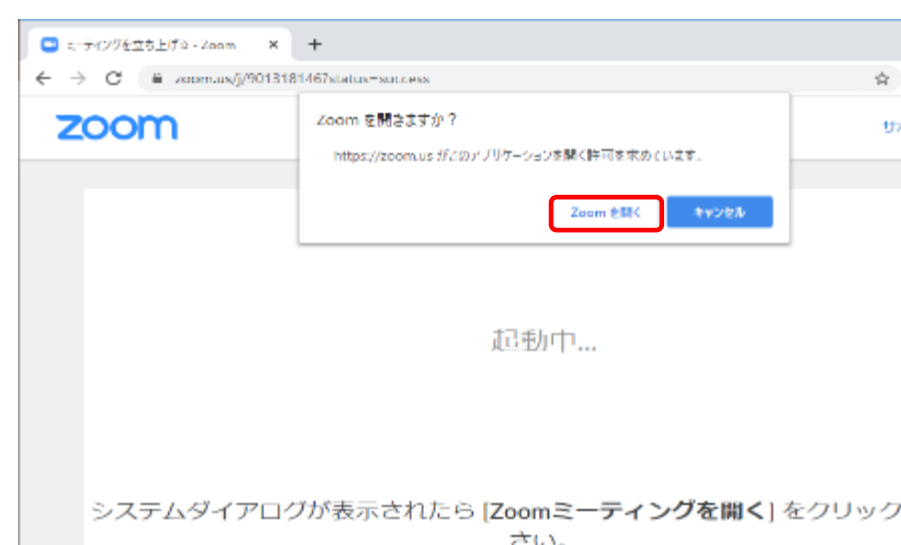 ミーティングを立ち上げる - Zoom
zoom.us/j/9013181467status=success
zoom
Zoom を開きますか？
サ
https://zoom.us がこのアプリケーションを開く許可を求めています。
Zoom を開く
キャンセル
起動中...
システムダイアログが表示されたら [Zoomミーティングを開く] をクリック
さい。